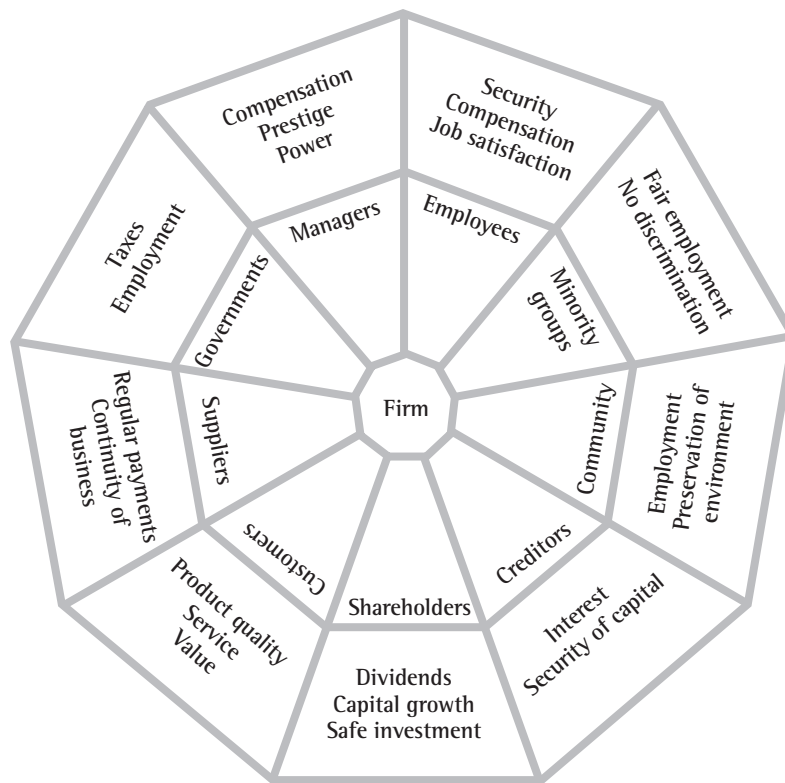 Compensation
Prestige
Power
Security
Compensation
Job satisfaction
Fair employment
No discrimination
Employment
Preservation of
environment
Interest
Security of capital
Dividends
Capital growth
Safe investment
Product quality
Service
Value
Regular payments
Continuity of
business
Taxes
Employment
Managers
Employees
Minority
groups
Community
Creditors
Shareholders
Customers
Suppliers
Governments
Firm